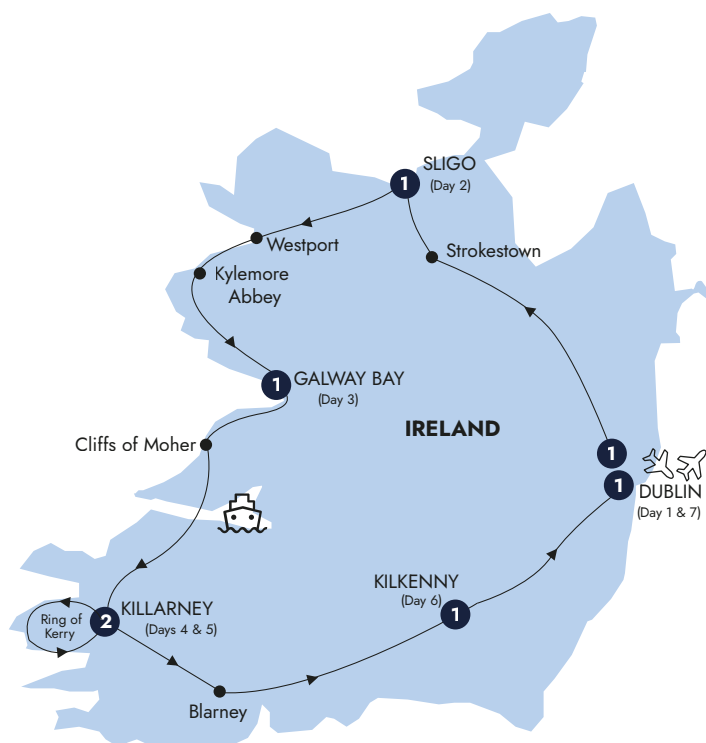 1
SLIGO
(Day 2)
Westport
Strokestown
Kylemore
Abbey
1
GALWAY BAY
(Day 3)
IRELAND
Cliffs of Moher
1
1
DUBLIN
(Day 1 & 7)
KILKENNY
(Day 6)
1
Ring of
Kerry
2
KILLARNEY
(Days 4 & 5)
Blarney